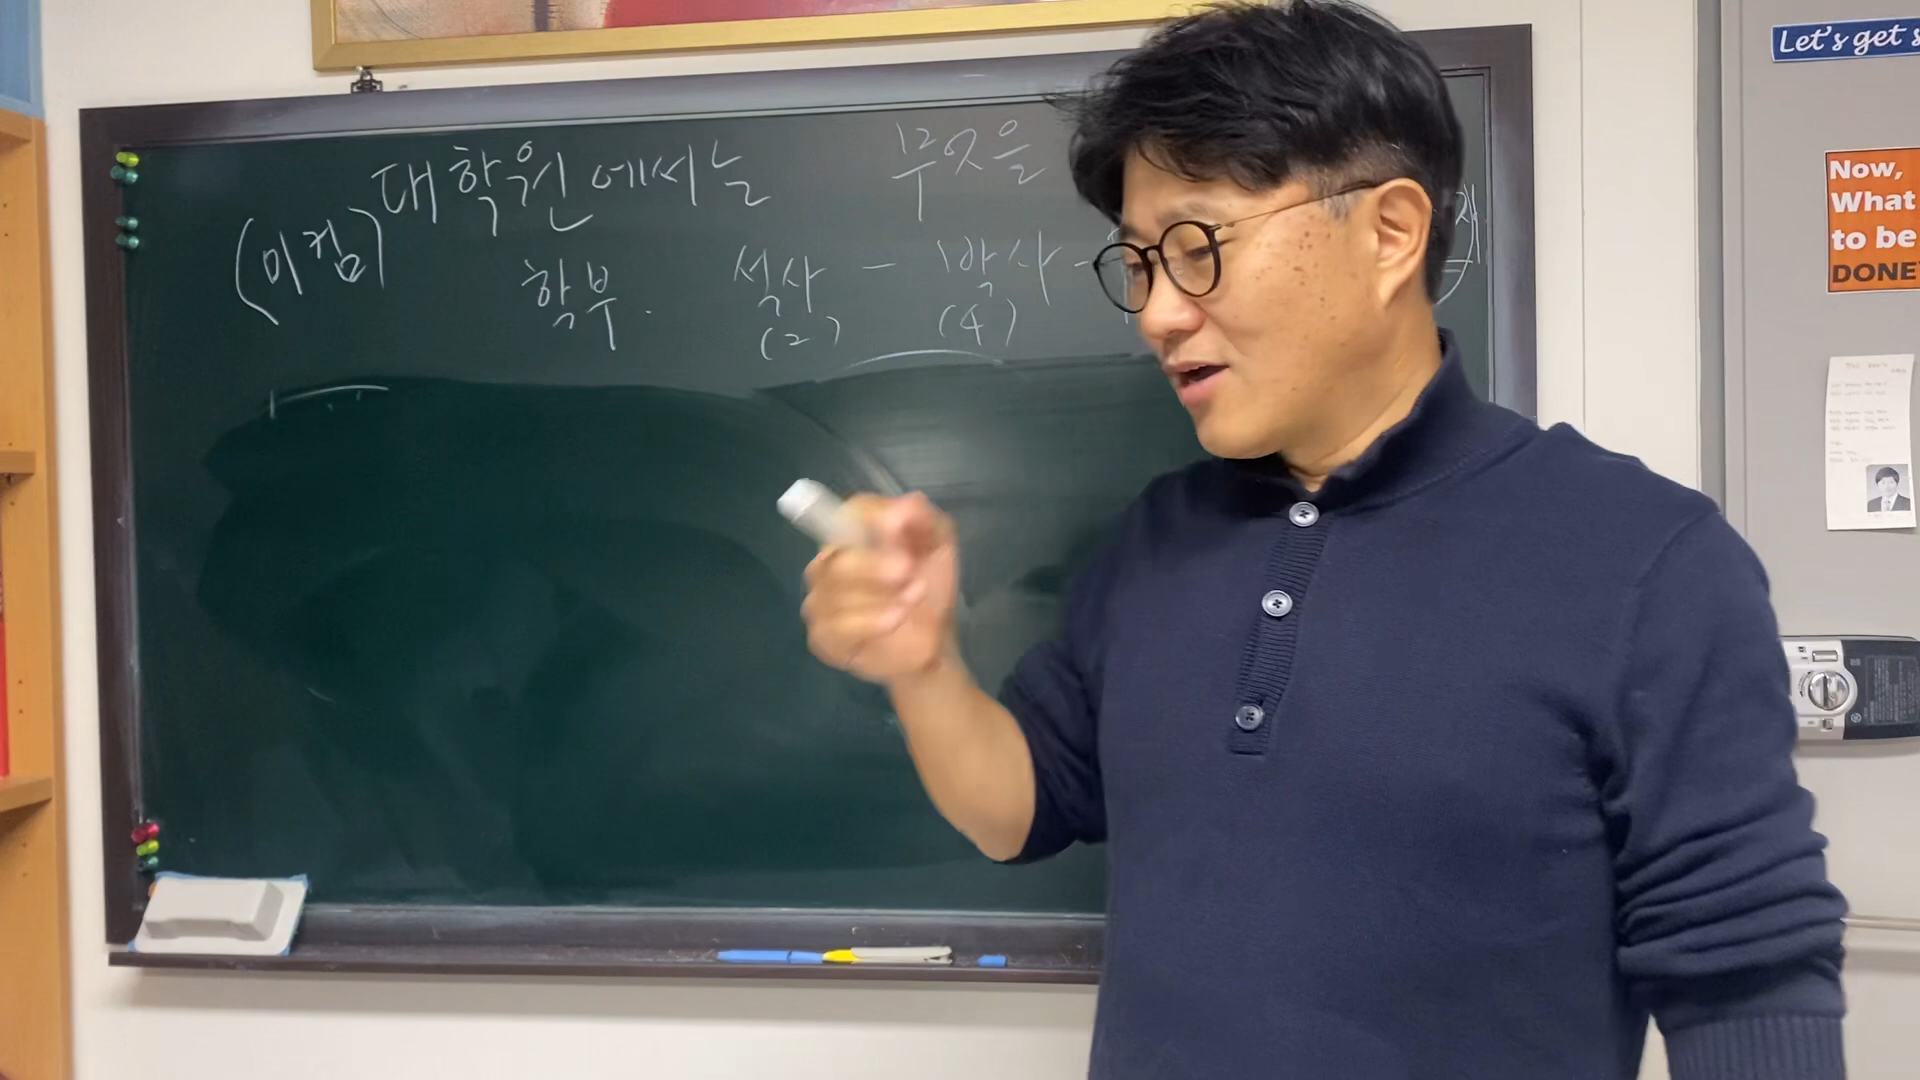 대학원에서는 무엇을
(미컴)
학부. 석사 - 박사 -
(2) (4)
Let's get
Now,
What
to be
DONE?